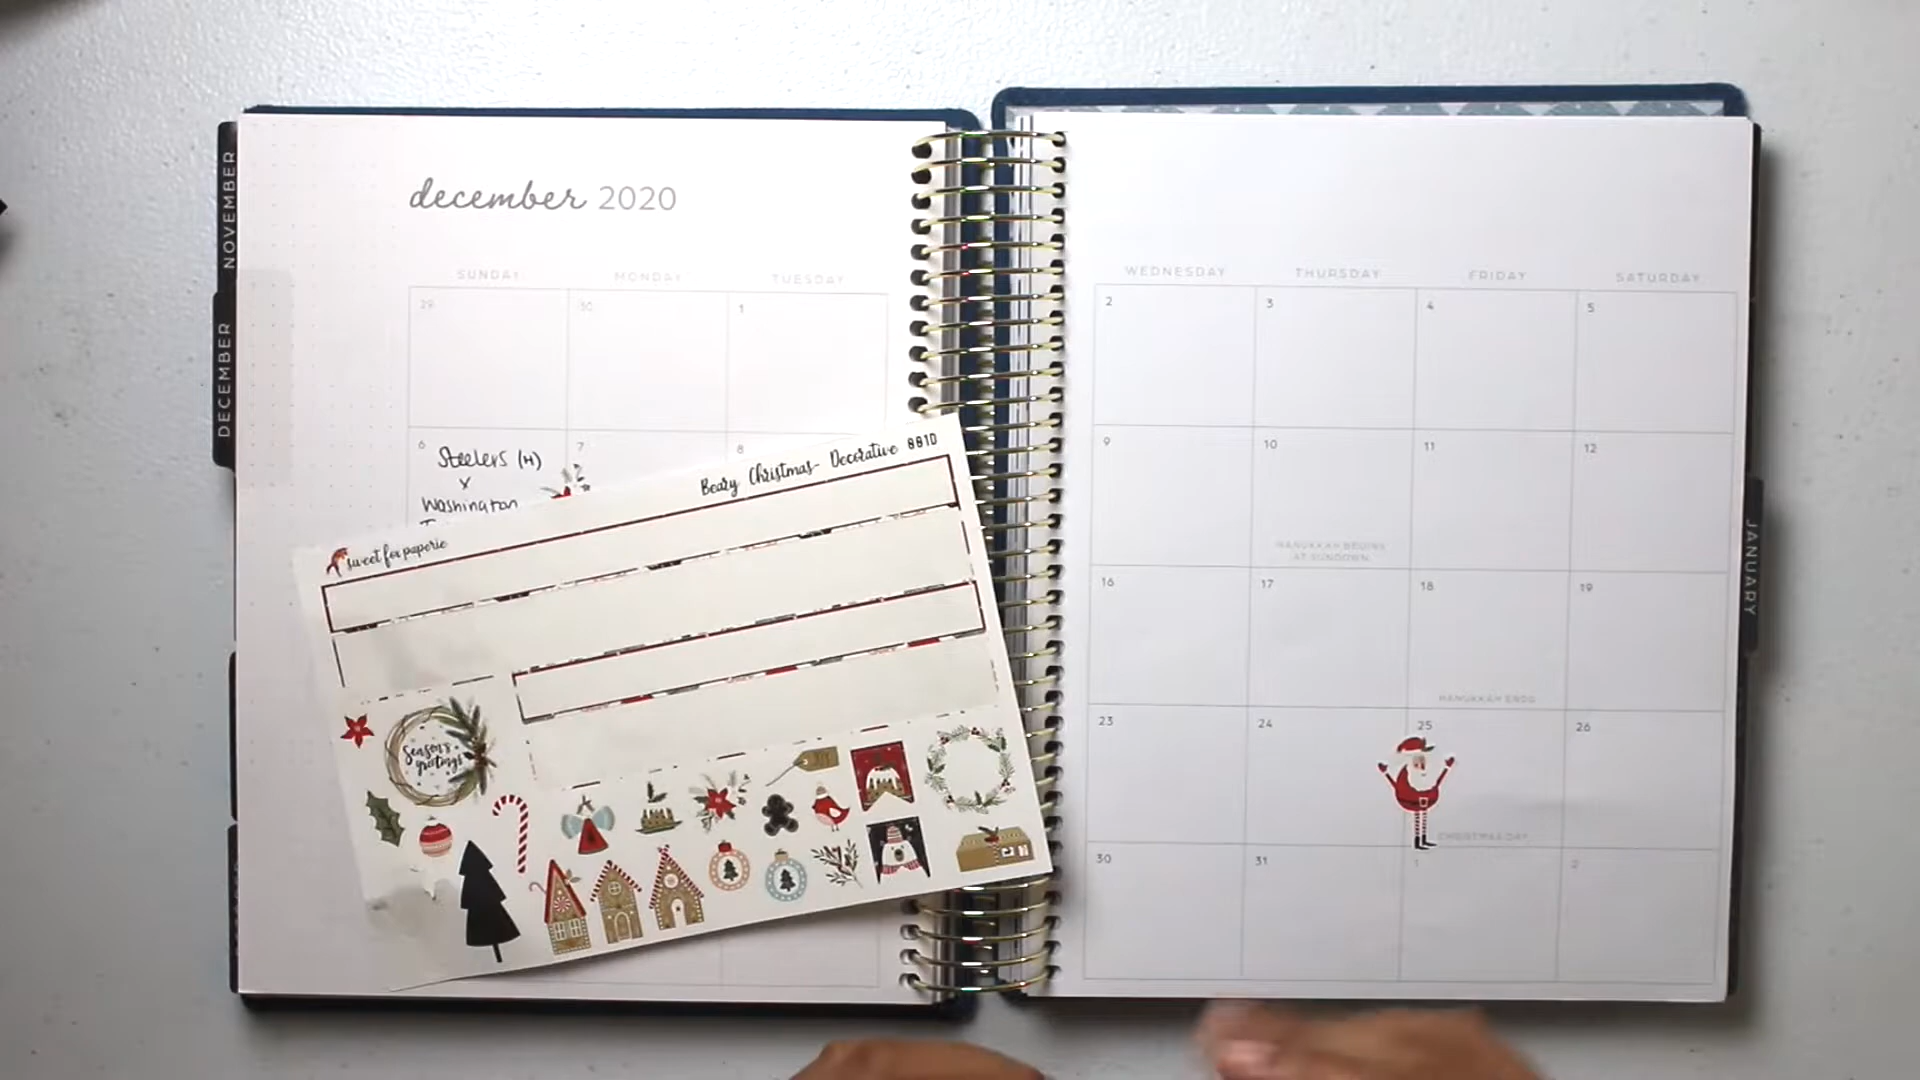 NOVEMBER
DECEMBER
december 2020
SUNDAY MONDAY TUESDAY
29 30 1
6 7 8
Steelers (H)
x
Washington
Beary Christmas- Decorative 8810
sweet fox paperie
Season's
greetings
WEDNESDAY THURSDAY FRIDAY SATURDAY
2 3 4 5
9 10 11 12
HANUKKAH BEGINS
AT SUNDOWN
16 17 18 19
HANUKKAH ENDS
23 24 25 26
CHRISTMAS DAY
30 31 1 2
JANUARY